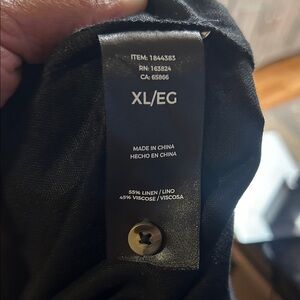 ITEM: 1844383
RN: 163824
CA: 65866
XL/EG
MADE IN CHINA
HECHO EN CHINA
55% LINEN / LINO
45% VISCOSE / VISCOSA